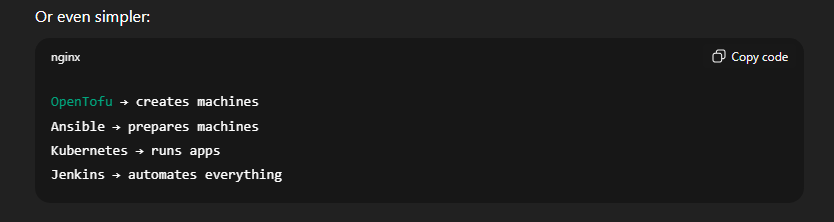 Or even simpler:
nginx
Copy code
OpenTofu → creates machines
Ansible → prepares machines
Kubernetes → runs apps
Jenkins → automates everything